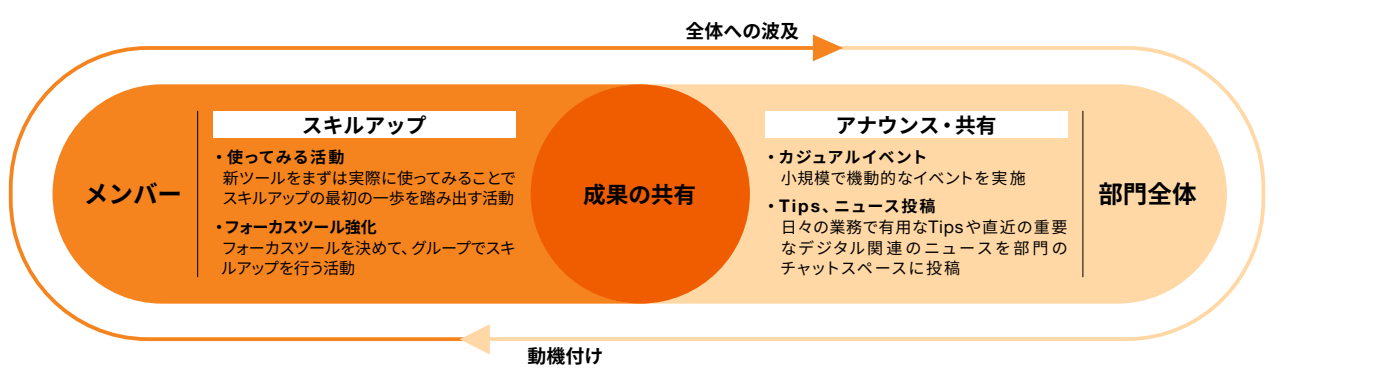 全体への波及
メンバー
スキルアップ
・使ってみる活動
新ツールをまずは実際に使ってみることで
スキルアップの最初の一歩を踏み出す活動
・フォーカスツール強化
フォーカスツールを決めて、グループでスキ
ルアップを行う活動
成果の共有
アナウンス・共有
・カジュアルイベント
小規模で機動的なイベントを実施
・Tips、ニュース投稿
日々の業務で有用なTipsや直近の重要
なデジタル関連のニュースを部門の
チャットスペースに投稿
部門全体
動機付け